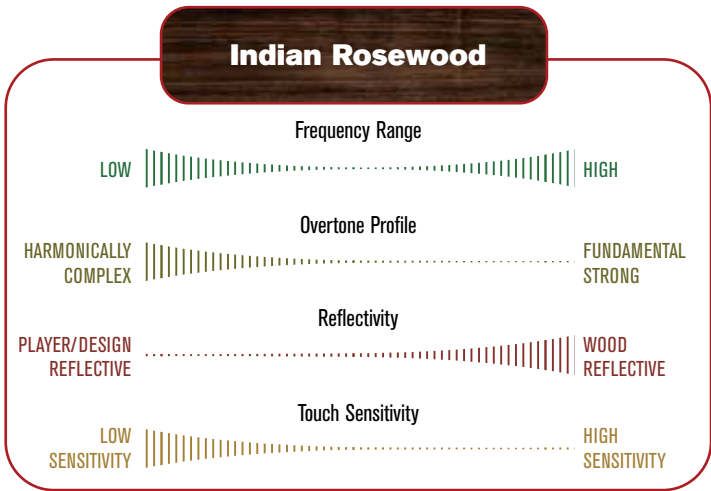 Indian Rosewood
Frequency Range
LOW
HIGH
Overtone Profile
HARMONICALLY
COMPLEX
FUNDAMENTAL
STRONG
Reflectivity
PLAYER/DESIGN
REFLECTIVE
WOOD
REFLECTIVE
Touch Sensitivity
LOW
SENSITIVITY
HIGH
SENSITIVITY